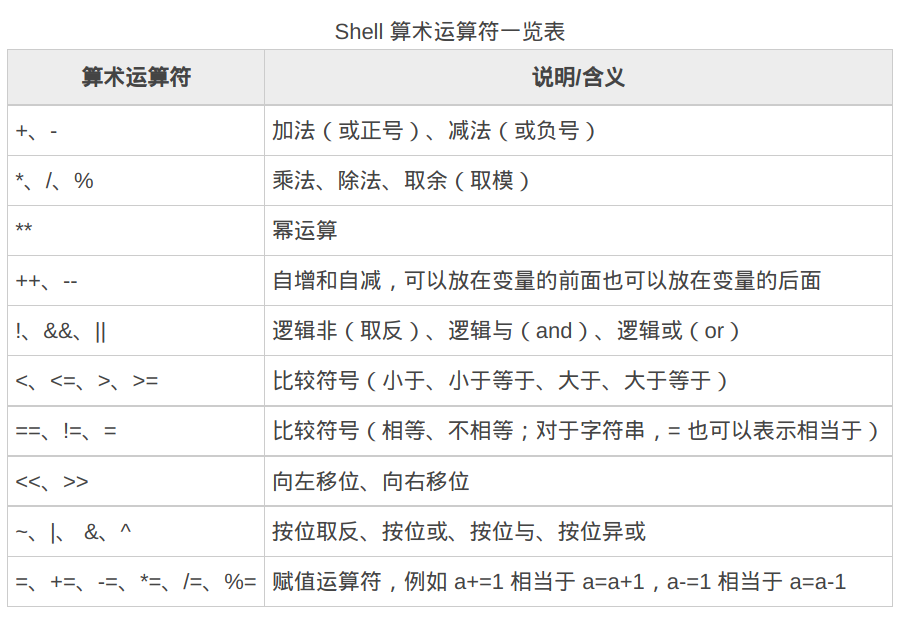 Shell 算术运算符一览表
算术运算符 说明/含义
+、- 加法（或正号）、减法（或负号）
*、/、% 乘法、除法、取余（取模）
** 幂运算
++、-- 自增和自减，可以放在变量的前面也可以放在变量的后面
!、&&、|| 逻辑非（取反）、逻辑与（and）、逻辑或（or）
<、<=、>、>= 比较符号（小于、小于等于、大于、大于等于）
==、!=、= 比较符号（相等、不相等；对于字符串，= 也可以表示相当于）
<<、>> 向左移位、向右移位
~、|、 &、^ 按位取反、按位或、按位与、按位异或
=、+=、-=、*=、/=、%= 赋值运算符，例如 a+=1 相当于 a=a+1，a-=1 相当于 a=a-1